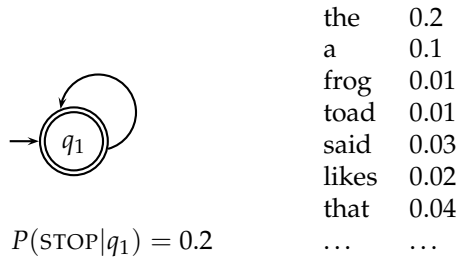 the 0.2
a 0.1
frog 0.01
toad 0.01
said 0.03
likes 0.02
that 0.04
... ...
q1
P(STOP|q1) = 0.2